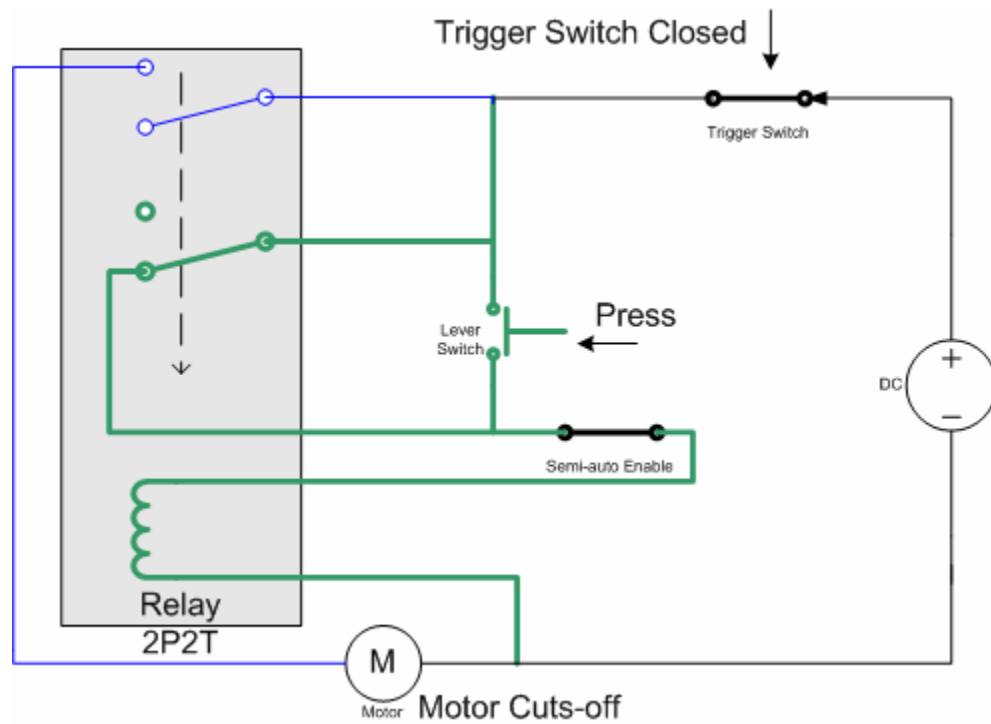 Trigger Switch Closed
Trigger Switch
Lever
Switch
Press
DC
+
−
Semi-auto Enable
Relay
2P2T
M
Motor
Motor Cuts-off